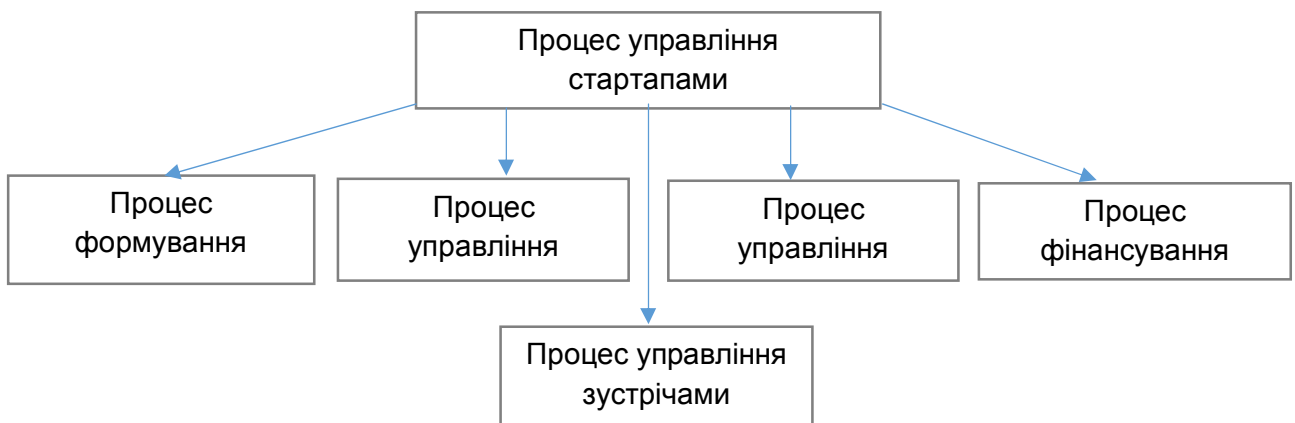 Процес управління
стартапами
Процес
формування
Процес
управління
Процес
управління
Процес
фінансування
Процес управління
зустрічами